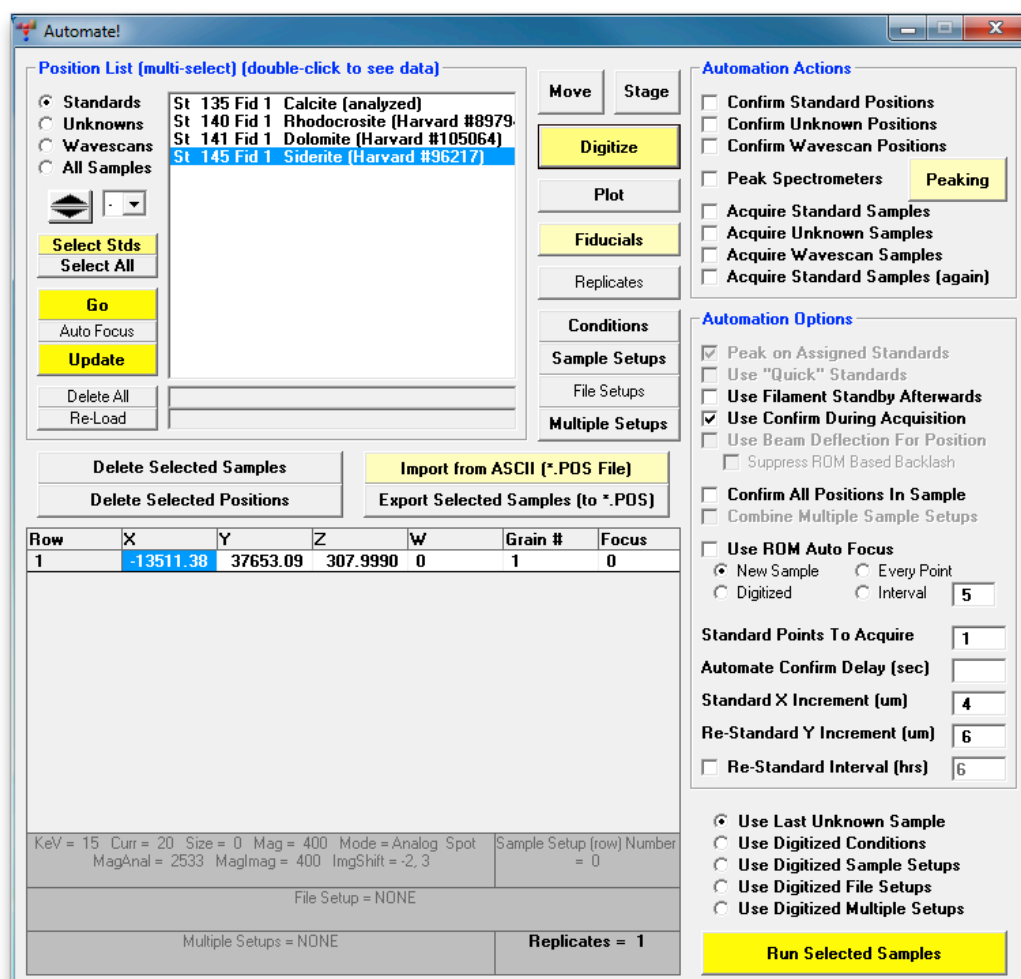 Automate!
Position List (multi-select) (double-click to see data)
Standards
Unknowns
Wavescans
All Samples
St 135 Fid 1 Calcite (analyzed)
St 140 Fid 1 Rhodocrosite (Harvard #8979
St 141 Fid 1 Dolomite (Harvard #105064)
St 145 Fid 1 Siderite (Harvard #96217)
-
Select Stds
Select All
Go
Auto Focus
Update
Delete All
Re-Load
Move
Stage
Digitize
Plot
Fiducials
Replicates
Conditions
Sample Setups
File Setups
Multiple Setups
Delete Selected Samples
Import from ASCII (*.POS File)
Delete Selected Positions
Export Selected Samples (to *.POS)
Row X Y Z W Grain # Focus
1 -13511.38 37653.09 307.9990 0 1 0
KeV = 15 Curr = 20 Size = 0 Mag = 400 Mode = Analog Spot
MagAnal = 2533 MagImag = 400 ImgShift = -2, 3
Sample Setup (row) Number
= 0
File Setup = NONE
Multiple Setups = NONE
Replicates = 1
Automation Actions
Confirm Standard Positions
Confirm Unknown Positions
Confirm Wavescan Positions
Peak Spectrometers
Peaking
Acquire Standard Samples
Acquire Unknown Samples
Acquire Wavescan Samples
Acquire Standard Samples (again)
Automation Options
Peak on Assigned Standards
Use "Quick" Standards
Use Filament Standby Afterwards
Use Confirm During Acquisition
Use Beam Deflection For Position
Suppress ROM Based Backlash
Confirm All Positions In Sample
Combine Multiple Sample Setups
Use ROM Auto Focus
New Sample Every Point
Digitized Interval 5
Standard Points To Acquire 1
Automate Confirm Delay (sec)
Standard X Increment (um) 4
Re-Standard Y Increment (um) 6
Re-Standard Interval (hrs) 6
Use Last Unknown Sample
Use Digitized Conditions
Use Digitized Sample Setups
Use Digitized File Setups
Use Digitized Multiple Setups
Run Selected Samples